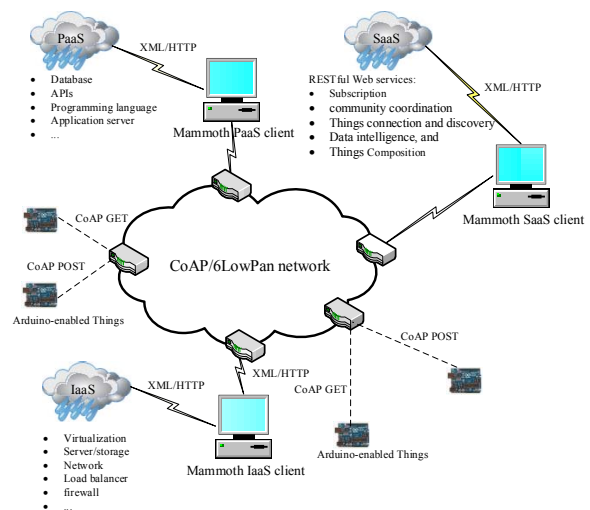 PaaS
XML/HTTP
• Database
• APIs
• Programming language
• Application server
• ...
Mammoth PaaS client
SaaS
XML/HTTP
RESTful Web services:
• Subscription
• community coordination
• Things connection and discovery
• Data intelligence, and
• Things Composition
Mammoth SaaS client
CoAP GET
CoAP POST
Arduino-enabled Things
CoAP/6LowPan network
CoAP POST
CoAP GET
Arduino-enabled Things
IaaS
XML/HTTP
XML/HTTP
• Virtualization
• Server/storage
• Network
• Load balancer
• firewall
• ...
Mammoth IaaS client